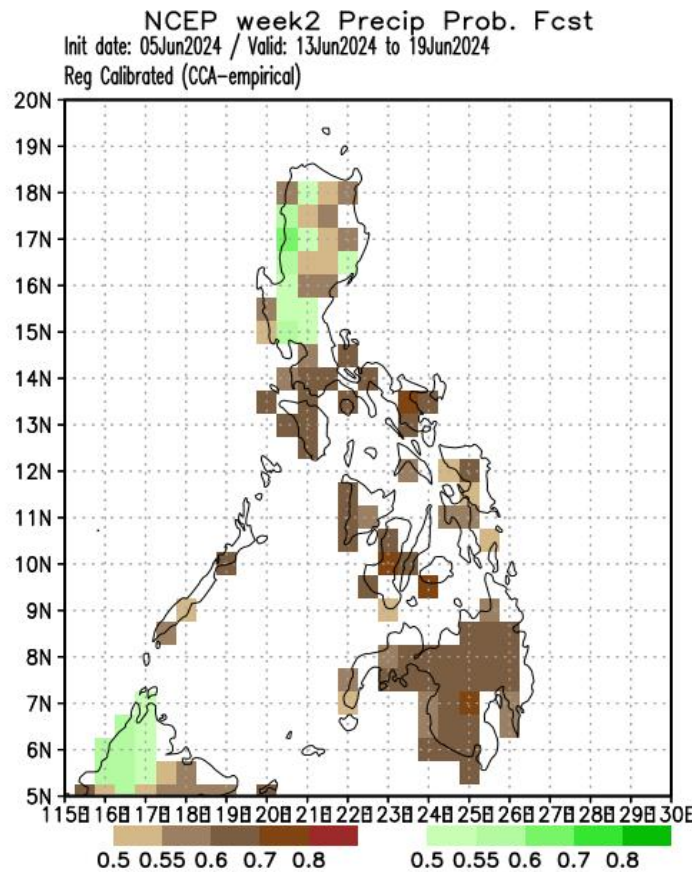 NCEP week2 Precip Prob. Fcst
Init date: 05Jun2024 / Valid: 13Jun2024 to 19Jun2024
Reg Calibrated (CCA-empirical)
20N
19N
18N
17N
16N
15N
14N
13N
12N
11N
10N
9N
8N
7N
6N
5N
115E 116E 117E 118E 119E 120E 121E 122E 123E 124E 125E 126E 127E 128E 129E 130E
0.5 0.55 0.6 0.7 0.8 0.5 0.55 0.6 0.7 0.8